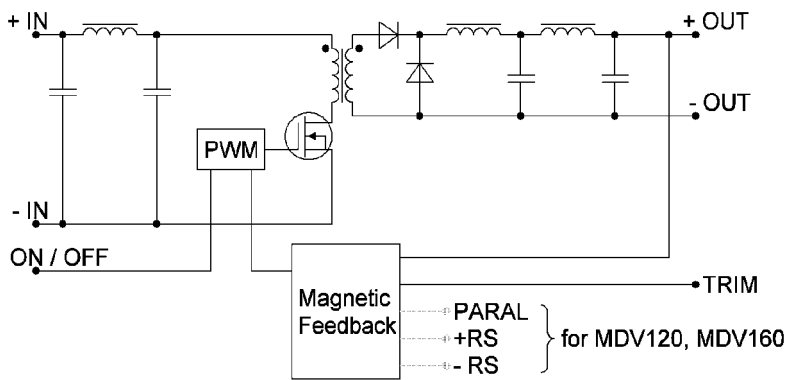 + IN
+ OUT
- OUT
PWM
- IN
ON / OFF
Magnetic
Feedback
TRIM
PARAL
+RS
- RS
for MDV120, MDV160